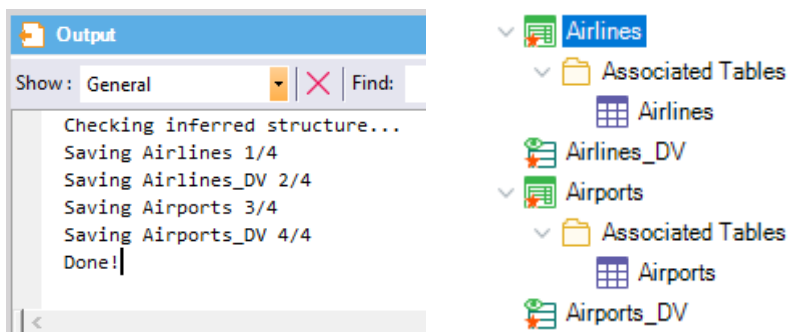 Output
Show : General Find:
Checking inferred structure...
Saving Airlines 1/4
Saving Airlines_DV 2/4
Saving Airports 3/4
Saving Airports_DV 4/4
Done!
Airlines
Associated Tables
Airlines
Airlines_DV
Airports
Associated Tables
Airports
Airports_DV